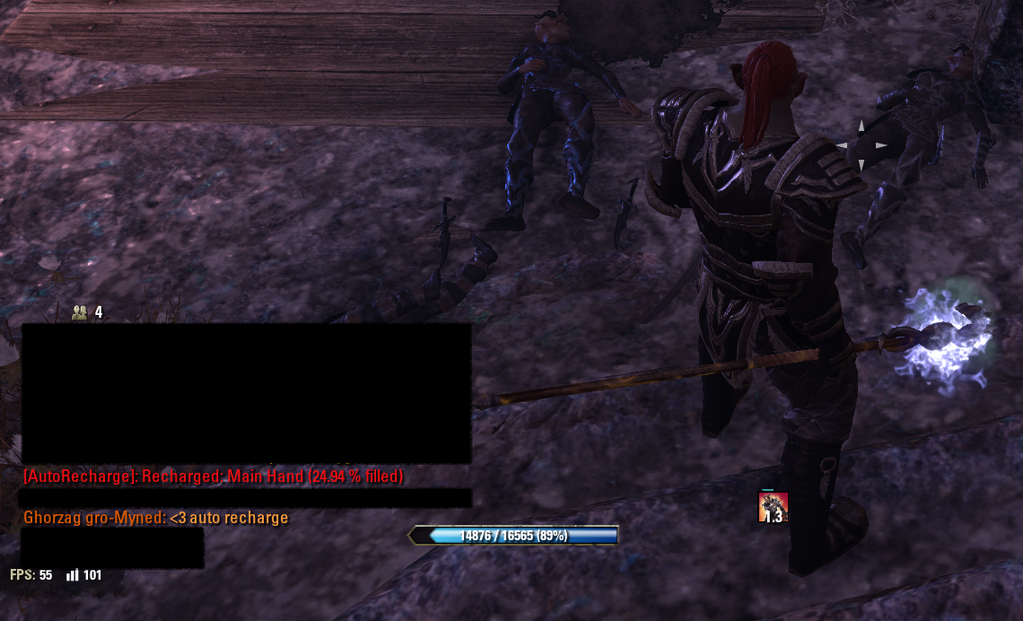 4
[AutoRecharge]: Recharged: Main Hand (24.94 % filled)
Ghorzag gro-Myned: <3 auto recharge
1.3
14876 / 16565 (89%)
FPS: 55 101